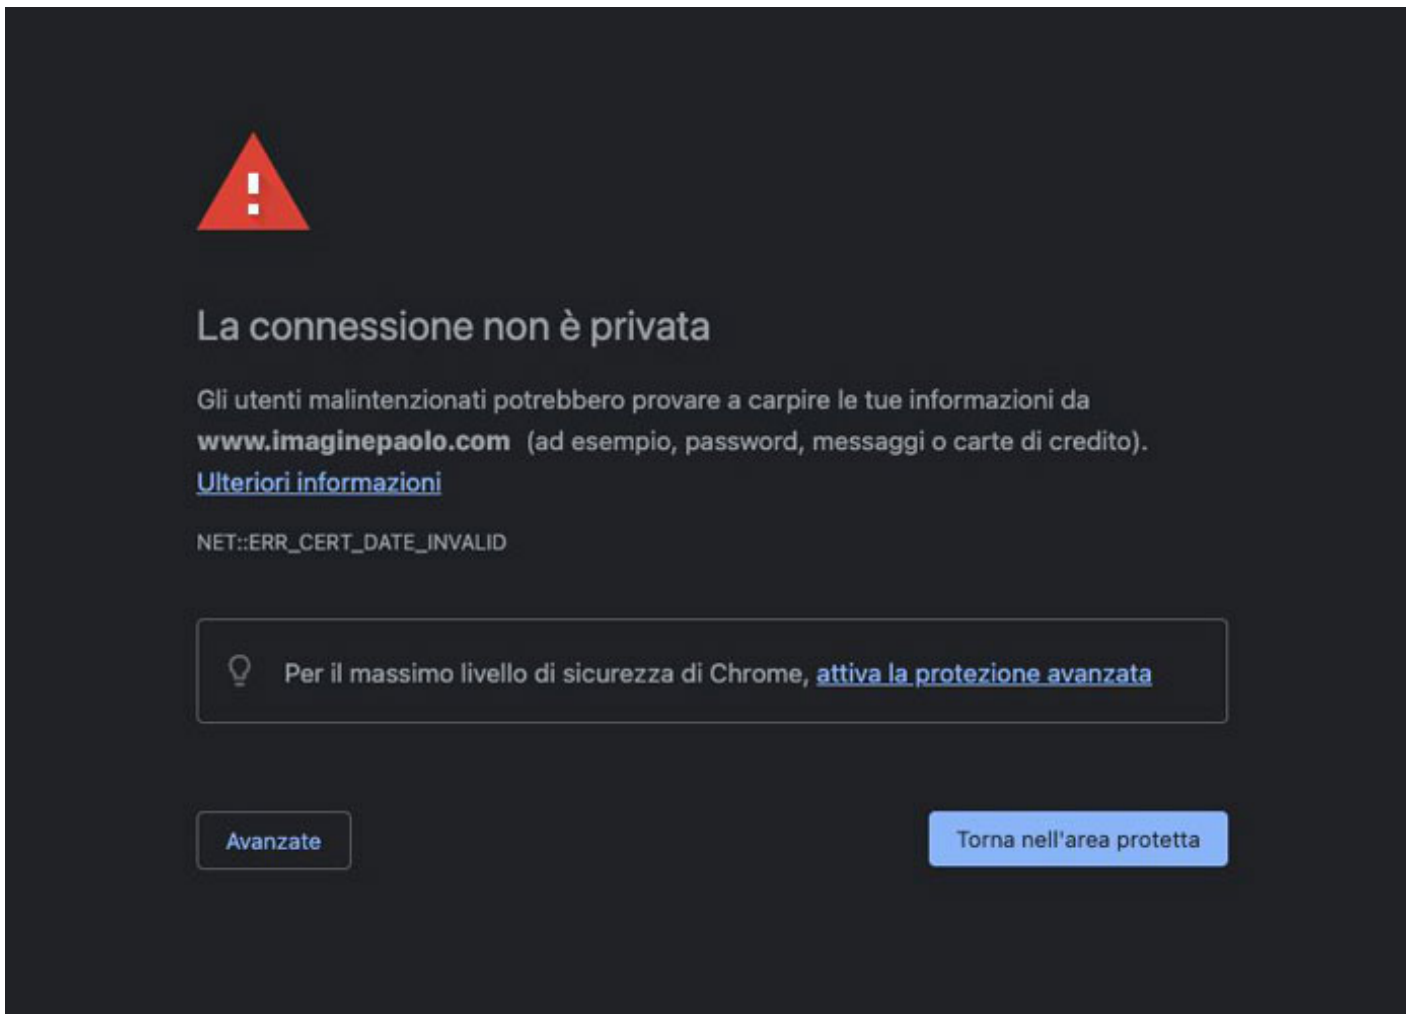 La connessione non è privata
Gli utenti malintenzionati potrebbero provare a carpire le tue informazioni da
www.imaginepaolo.com (ad esempio, password, messaggi o carte di credito).
Ulteriori informazioni
NET::ERR_CERT_DATE_INVALID
Per il massimo livello di sicurezza di Chrome, attiva la protezione avanzata
Avanzate
Torna nell'area protetta